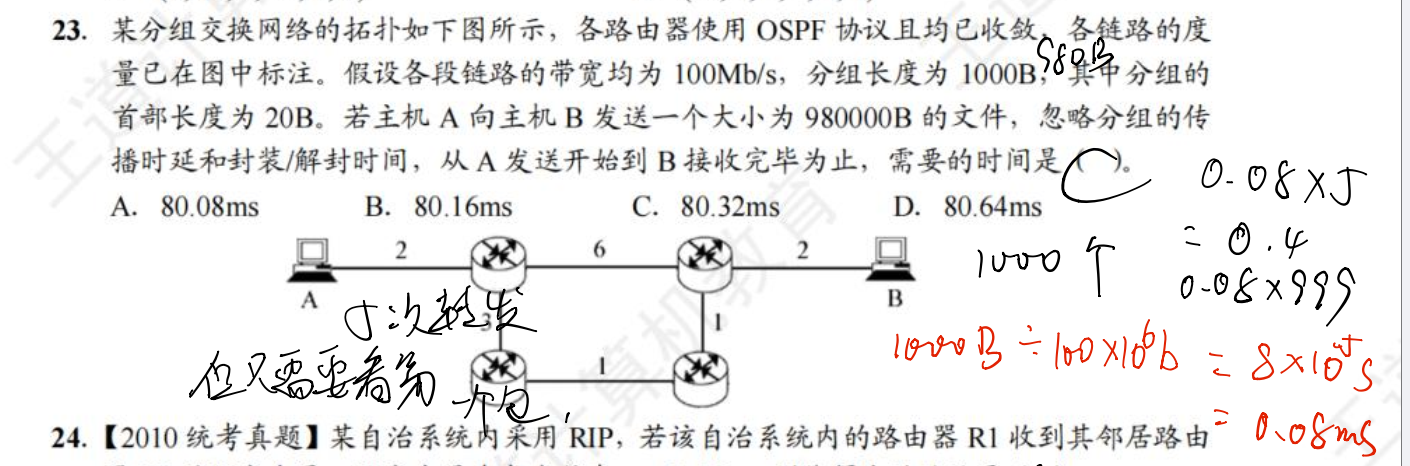 23. 某分组交换网络的拓扑如下图所示，各路由器使用 OSPF 协议且均已收敛，各链路的度
量已在图中标注。假设各段链路的带宽均为 100Mb/s，分组长度为 1000B，其中分组的
980B
首部长度为 20B。若主机 A 向主机 B 发送一个大小为 980000B 的文件，忽略分组的传
播时延和封装/解封时间，从 A 发送开始到 B 接收完毕为止，需要的时间是（ ）。
C
A. 80.08ms B. 80.16ms C. 80.32ms D. 80.64ms
0.08×5
= 0.4
1000个
0.08×999
2 6 2
A B
3 1
1
5次转发
但只需要看第
一个包，
1000B ÷ 100×10⁶b = 8×10⁻⁵s
= 0.08ms
24.【2010 统考真题】某自治系统内采用 RIP，若该自治系统内的路由器 R1 收到其邻居路由